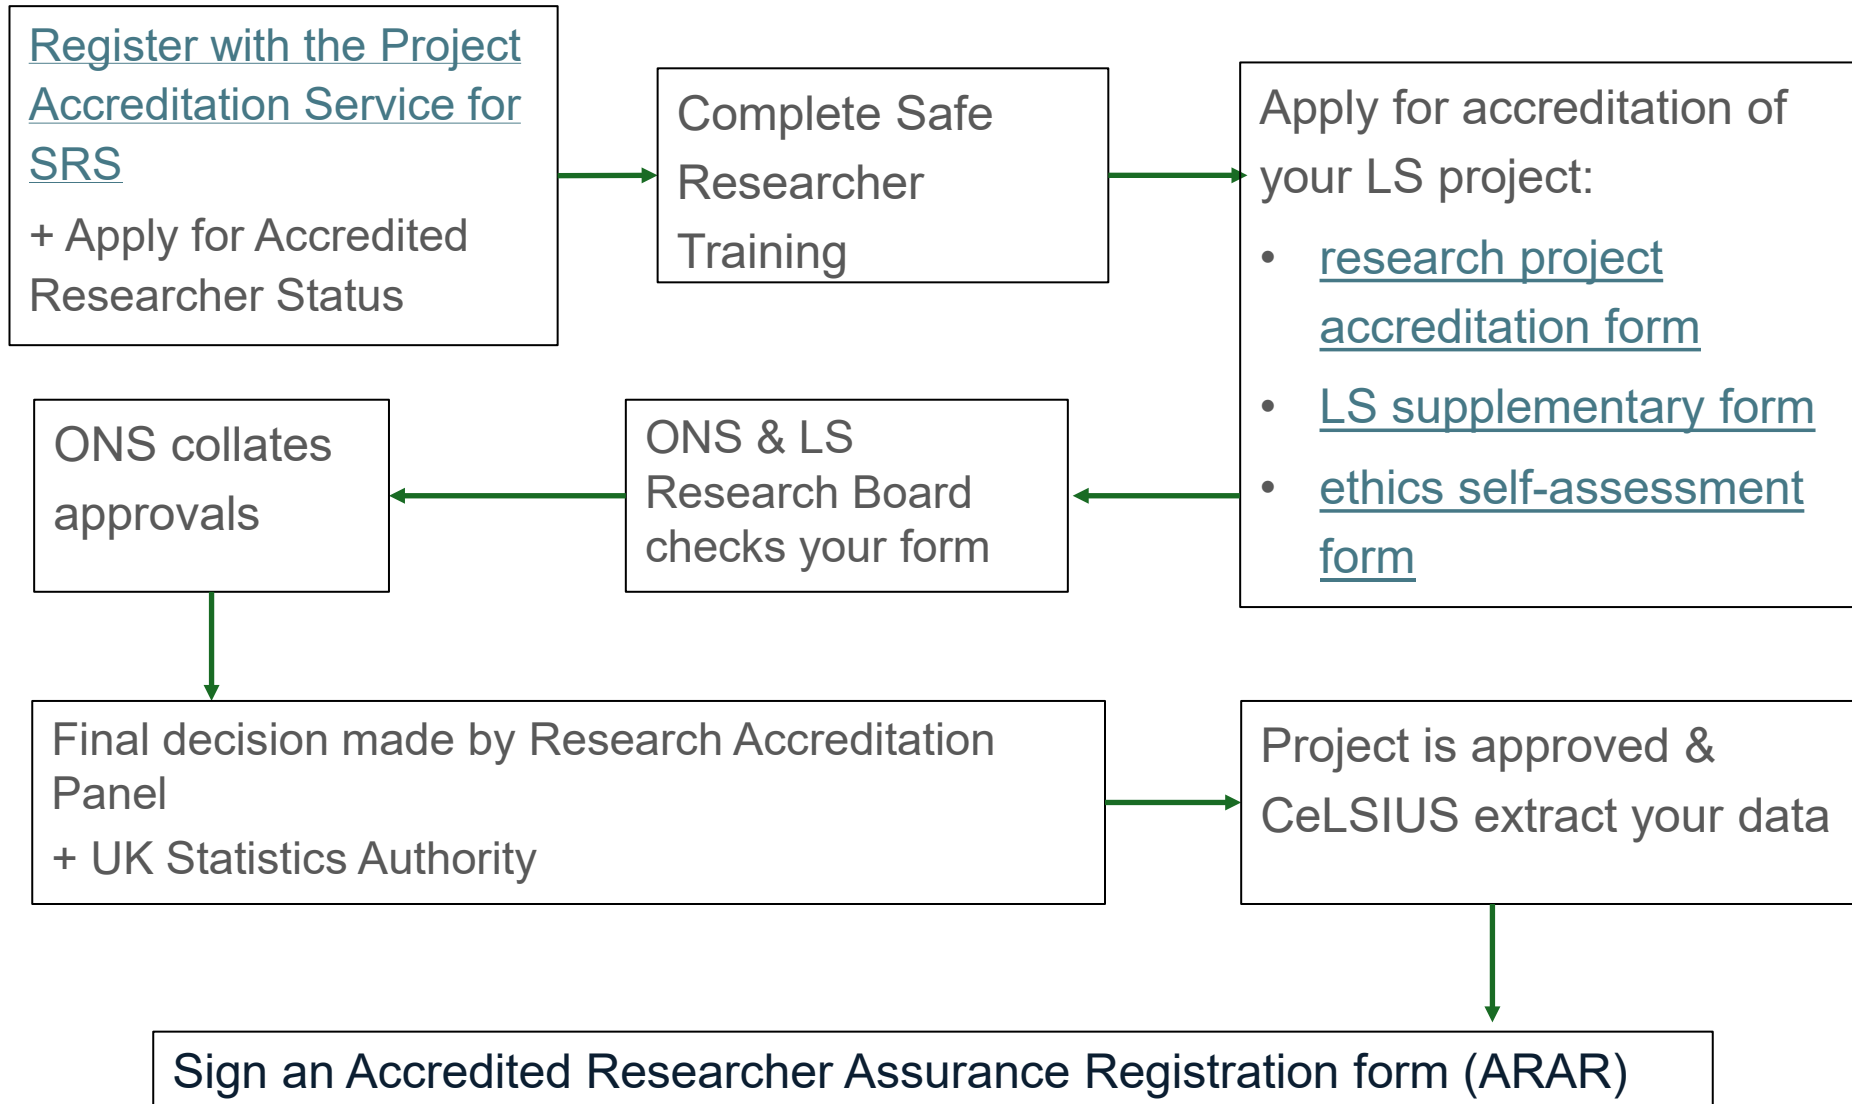 Register with the Project
Accreditation Service for
SRS
+ Apply for Accredited
Researcher Status
Complete Safe
Researcher
Training
Apply for accreditation of
your LS project:
• research project
accreditation form
• LS supplementary form
• ethics self-assessment
form
ONS & LS
Research Board
checks your form
ONS collates
approvals
Final decision made by Research Accreditation
Panel
+ UK Statistics Authority
Project is approved &
CeLSIUS extract your data
Sign an Accredited Researcher Assurance Registration form (ARAR)